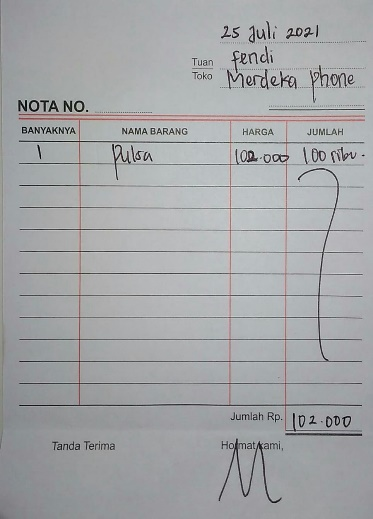 25 Juli 2021
Tuan fendi
Toko Merdeka phone
NOTA NO.
BANYAKNYA NAMA BARANG HARGA JUMLAH
1 pulsa 102.000 100 ribu.
Jumlah Rp. 102.000
Tanda Terima Hormat kami,